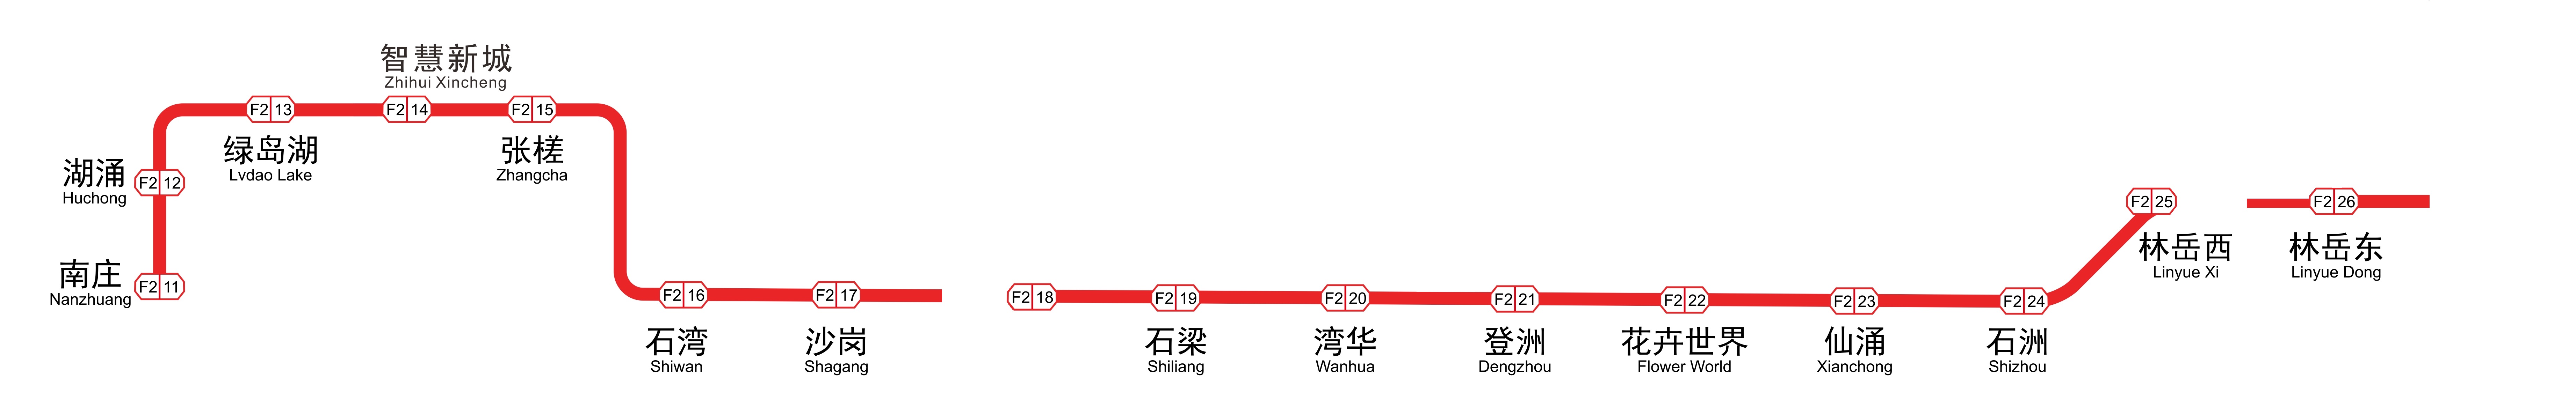 智慧新城
Zhihui Xincheng
F2 13
F2 14
F2 15
绿岛湖
Lvdao Lake
张槎
Zhangcha
湖涌
Huchong
F2 12
南庄
Nanzhuang
F2 11
F2 16
F2 17
F2 18
F2 19
F2 20
F2 21
F2 22
F2 23
F2 24
F2 25
F2 26
石湾
Shiwan
沙岗
Shagang
石梁
Shiliang
湾华
Wanhua
登洲
Dengzhou
花卉世界
Flower World
仙涌
Xianchong
石洲
Shizhou
林岳西
Linyue Xi
林岳东
Linyue Dong